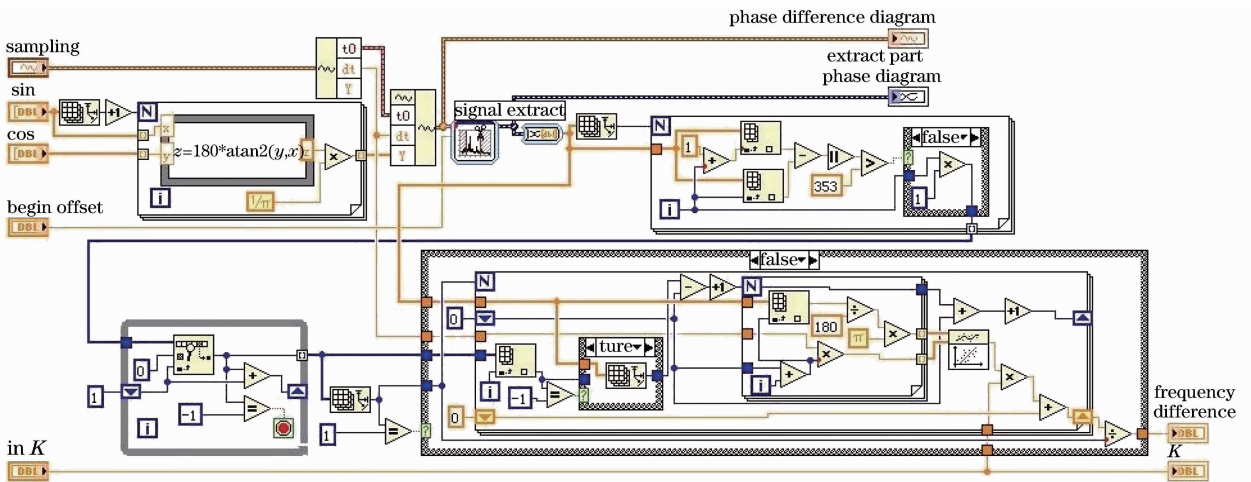 phase difference diagram
sampling
t0
dt
Y
extract part
phase diagram
sin
DBL
+1
N
t0
dt
Y
signal extract
cos
DBL
x
y
z=180*atan2(y,x)
z
×
i
1/π
N
1
+
−
||
>
353
false
?
×
1
i
begin offset
DBL
false
N
−
+1
N
0
180
÷
π
×
×
+
+1
ture
i
-1
=
?
i
+
×
0
+
÷
0
1
+
-1
=
i
1
=
?
frequency
difference
DBL
in K
DBL
K
DBL